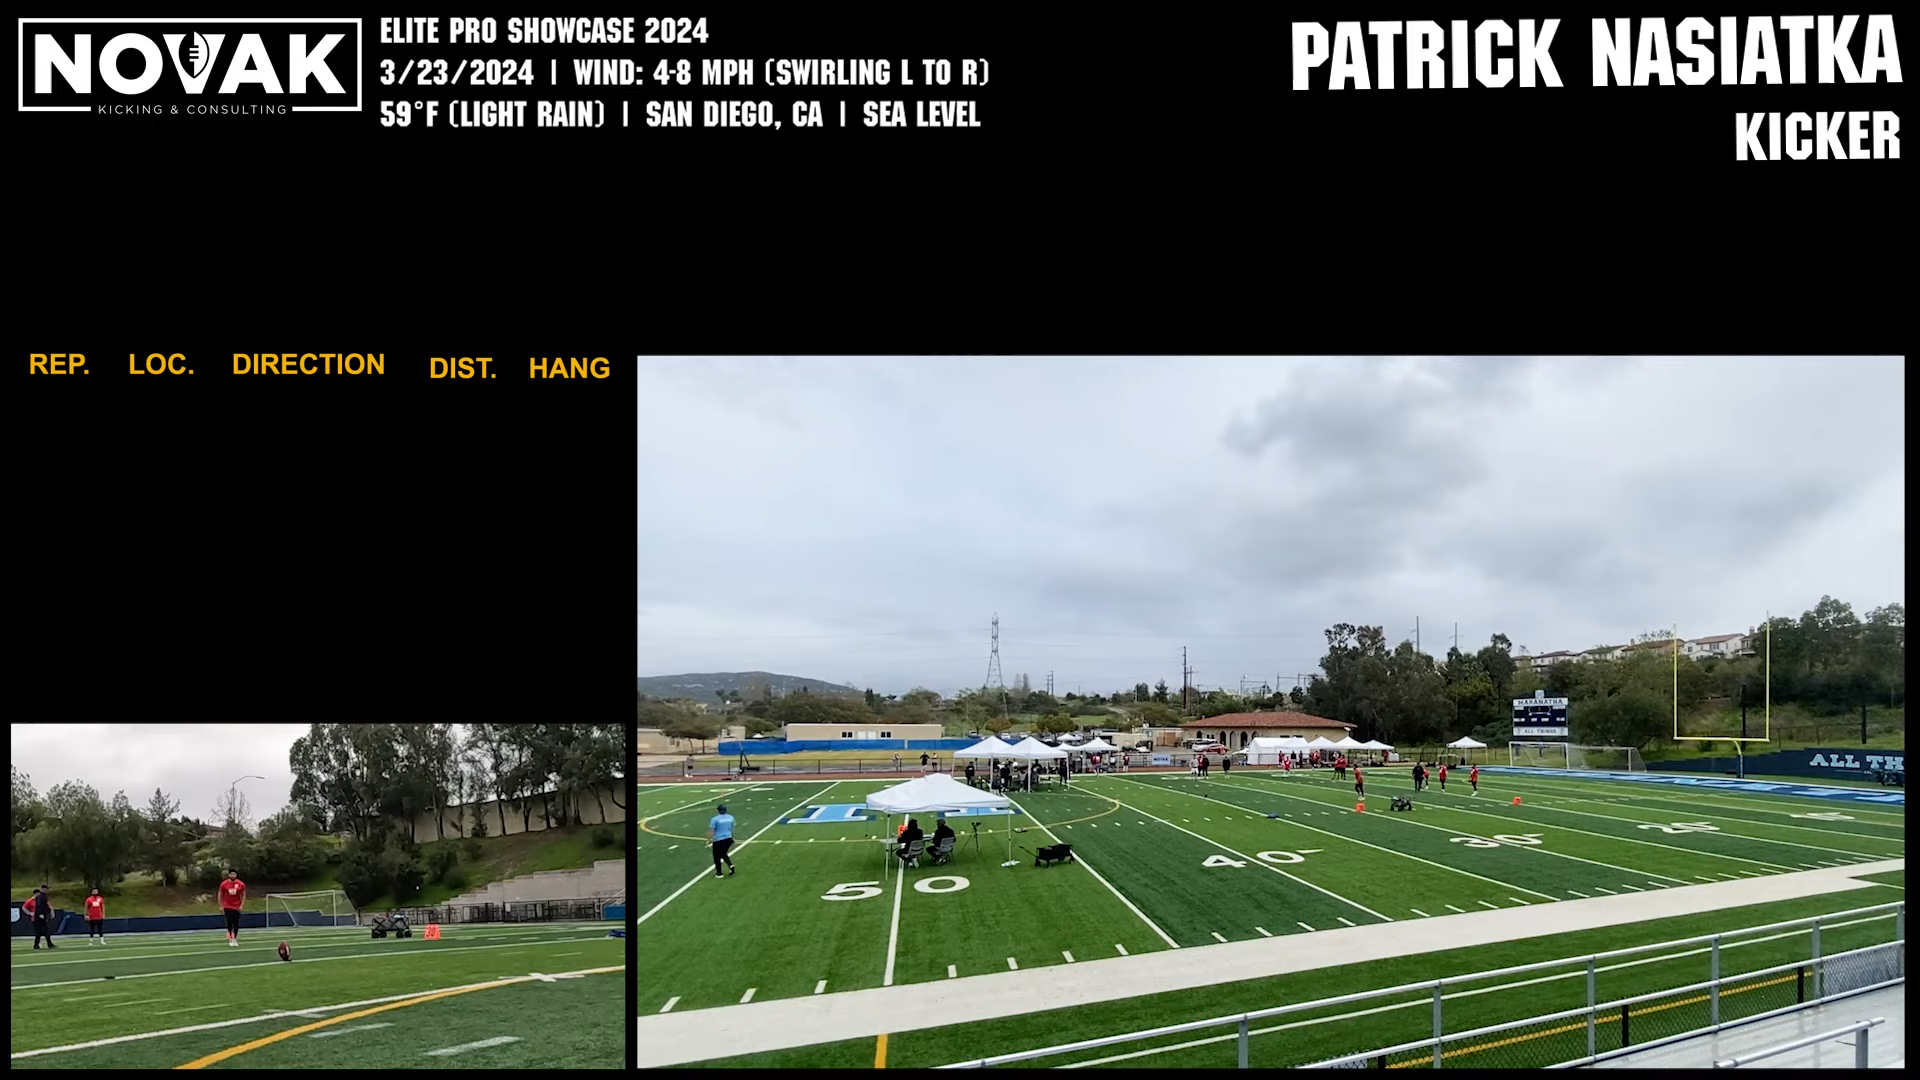 NOVAK
KICKING & CONSULTING
ELITE PRO SHOWCASE 2024
3/23/2024 | WIND: 4-8 MPH (SWIRLING L TO R)
59°F (LIGHT RAIN) | SAN DIEGO, CA | SEA LEVEL
PATRICK NASIATKA
KICKER
REP. LOC. DIRECTION DIST. HANG
MARANATHA
ALL THINGS
ALL TH
50
40
30
20
30